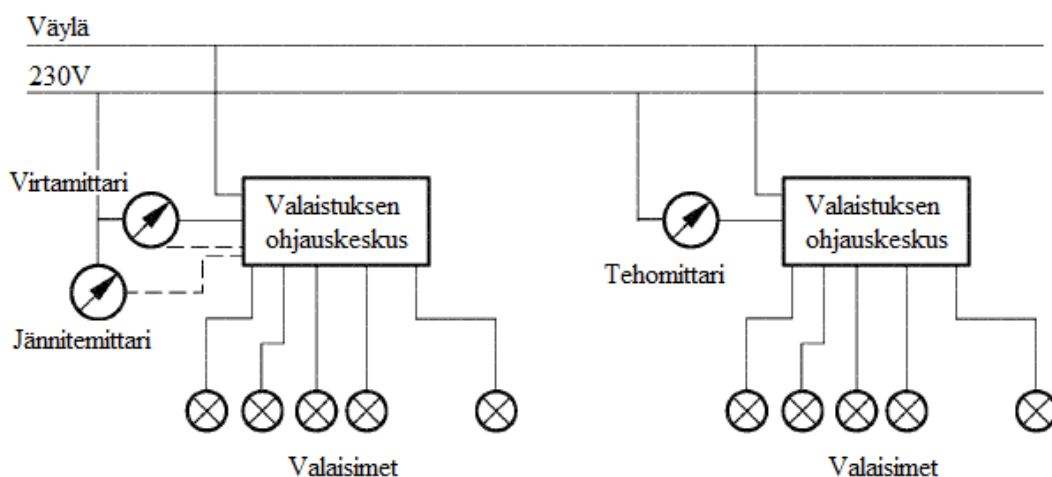 Väylä
230V
Virtamittari
Valaistuksen
ohjauskeskus
Jännitemittari
Valaisimet
Tehomittari
Valaistuksen
ohjauskeskus
Valaisimet